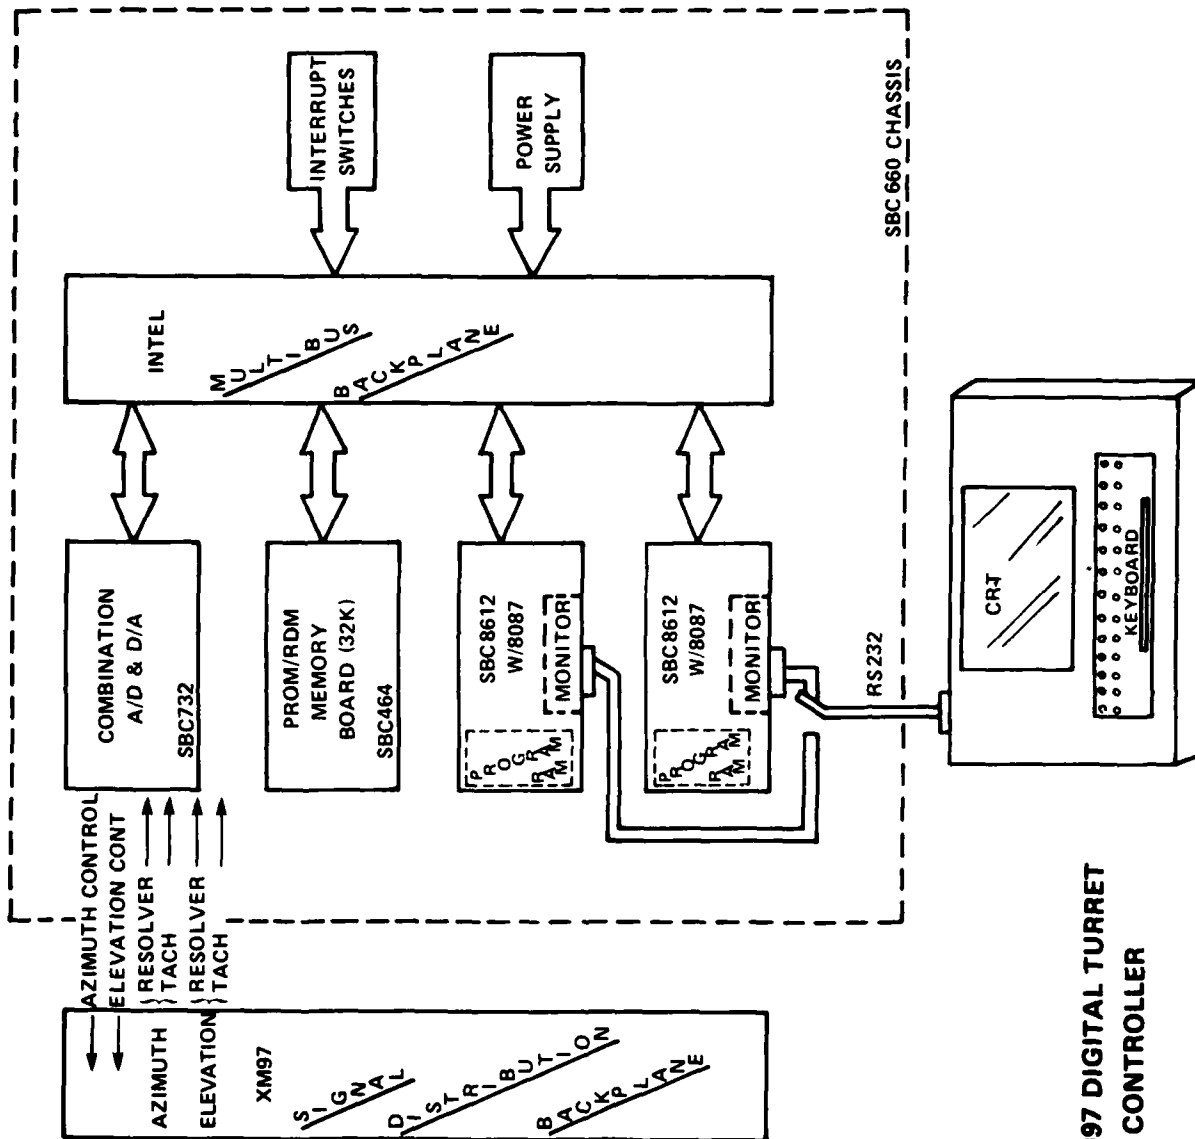 AZIMUTH CONTROL
ELEVATION CONT
AZIMUTH
RESOLVER
TACH
ELEVATION
RESOLVER
TACH
XM97
SIGNAL
DISTRIBUTION
BACKPLANE
COMBINATION
A/D & D/A
SBC732
PROM/RDM
MEMORY
BOARD (32K)
SBC464
SBC8612
W/8087
MONITOR
PROGRAM
RAM
SBC8612
W/8087
MONITOR
PROGRAM
RAM
INTEL
MULTIBUS
BACKPLANE
INTERRUPT
SWITCHES
POWER
SUPPLY
SBC 660 CHASSIS
RS232
CRT
KEYBOARD
97 DIGITAL TURRET
CONTROLLER